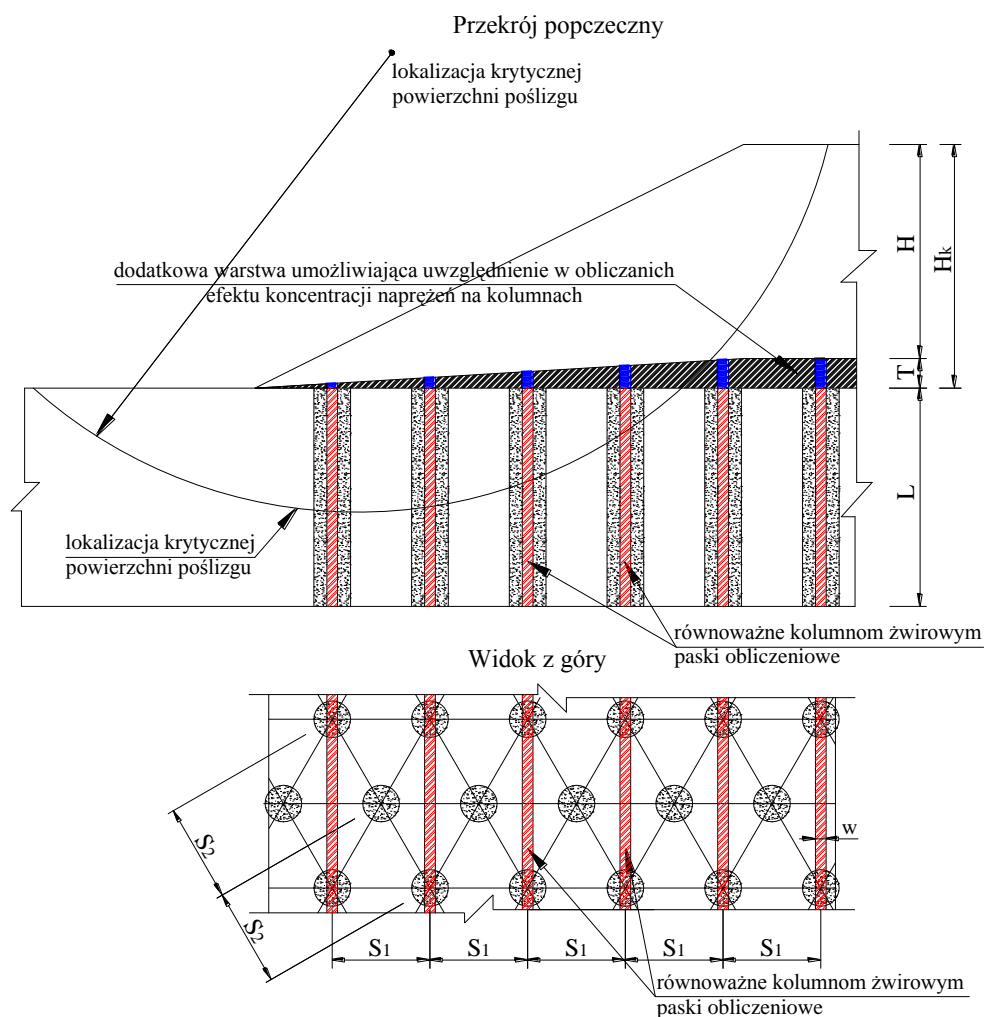 Przekrój popczeczny
lokalizacja krytycznej
powierzchni poślizgu
H
Hk
dodatkowa warstwa umożliwiająca uwzględnienie w obliczanich
efektu koncentracji naprężeń na kolumnach
T
L
lokalizacja krytycznej
powierzchni poślizgu
równoważne kolumnom żwirowym
paski obliczeniowe
Widok z góry
S2
S2
w
S1
S1
S1
S1
S1
równoważne kolumnom żwirowym
paski obliczeniowe